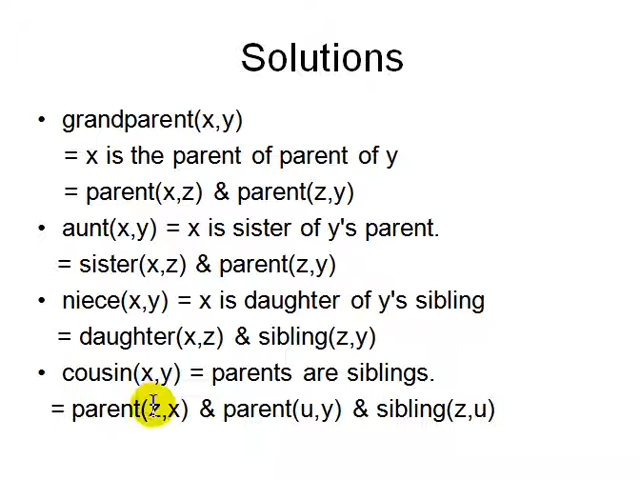 Solutions
• grandparent(x,y)
= x is the parent of parent of y
= parent(x,z) & parent(z,y)
• aunt(x,y) = x is sister of y's parent.
= sister(x,z) & parent(z,y)
• niece(x,y) = x is daughter of y's sibling
= daughter(x,z) & sibling(z,y)
• cousin(x,y) = parents are siblings.
= parent(z,x) & parent(u,y) & sibling(z,u)